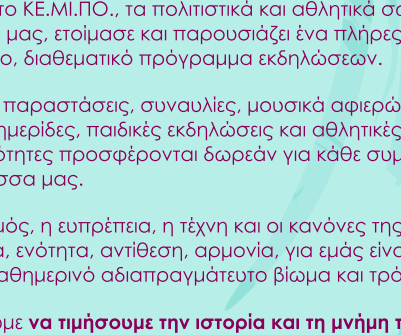 το ΚΕ.ΜΙ.ΠΟ., τα πολιτιστικά και αθλητικά σ
μας, ετοίμασε και παρουσιάζει ένα πλήρες
ο, διαθεματικό πρόγραμμα εκδηλώσεων.
παραστάσεις, συναυλίες, μουσικά αφιερώ
ημερίδες, παιδικές εκδηλώσεις και αθλητικές
ότητες προσφέρονται δωρεάν για κάθε συμ
σσα μας.
μός, η ευπρέπεια, η τέχνη και οι κανόνες της
α, ενότητα, αντίθεση, αρμονία, για εμάς είνα
αθημερινό αδιαπραγμάτευτο βίωμα και τρό
με να τιμήσουμε την ιστορία και τη μνήμη τ